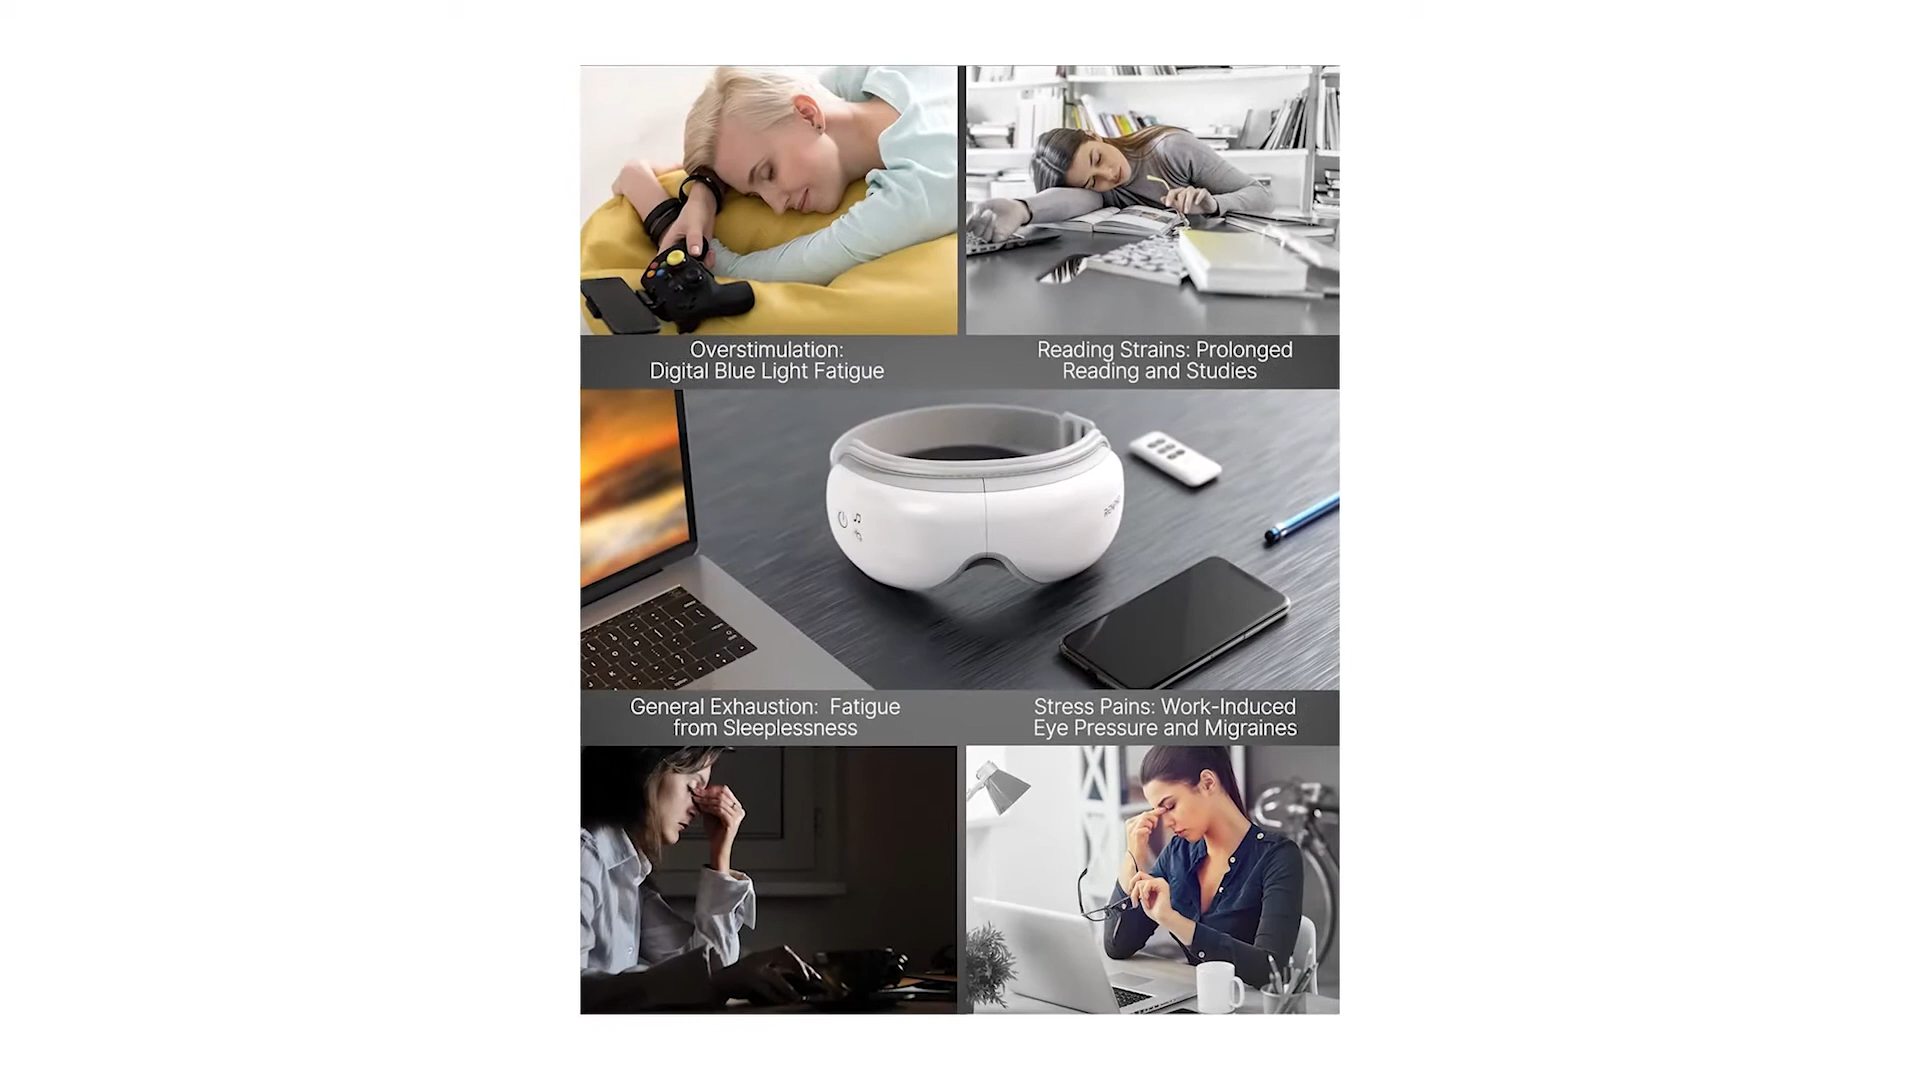 Overstimulation:
Digital Blue Light Fatigue
Reading Strains: Prolonged
Reading and Studies
General Exhaustion: Fatigue
from Sleeplessness
Stress Pains: Work-Induced
Eye Pressure and Migraines